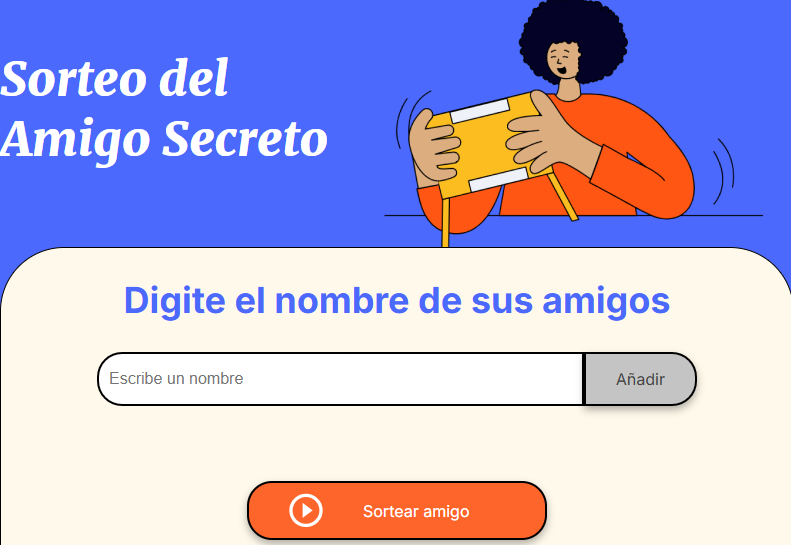 Sorteo del
Amigo Secreto
Digite el nombre de sus amigos
Escribe un nombre
Añadir
Sortear amigo